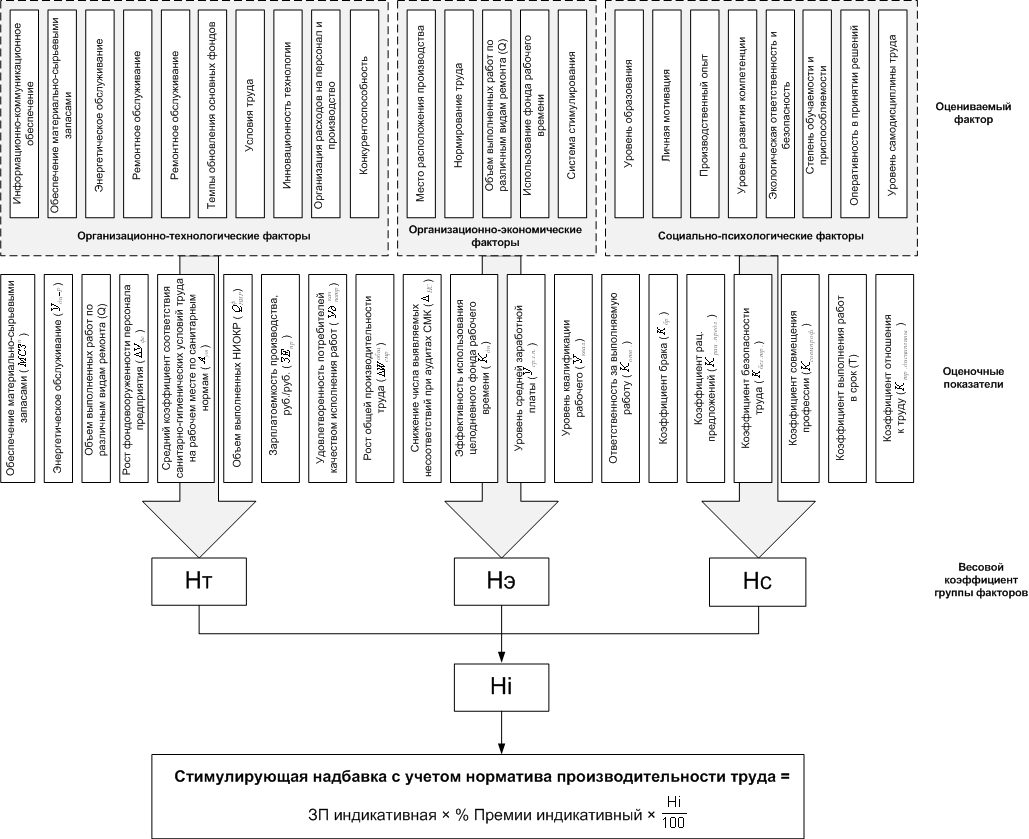 Информационно-коммуникационное
обеспечение
Обеспечение материально-сырьевыми
запасами
Энергетическое обслуживание
Ремонтное обслуживание
Ремонтное обслуживание
Темпы обновления основных фондов
Условия труда
Инновационность технологии
Организация расходов на персонал и
производство
Конкурентоспособность
Организационно-технологические факторы
Место расположения производства
Нормирование труда
Объем выполненных работ по
различным видам ремонта (Q)
Использование фонда рабочего
времени
Система стимулирования
Организационно-экономические
факторы
Уровень образования
Личная мотивация
Производственный опыт
Уровень развития компетенции
Экологическая ответственность и
безопасность
Степень обучаемости и
приспособляемости
Оперативность в принятии решений
Уровень самодисциплины труда
Социально-психологические факторы
Оцениваемый
фактор
Обеспечение материально-сырьевыми
запасами (МСЗ)
Энергетическое обслуживание (У)
Объем выполненных работ по
различным видам ремонта (Q)
Рост фондовооруженности персонала
предприятия (ΔУ)
Средний коэффициент соответствия
санитарно-гигиенических условий труда
на рабочем месте по санитарным
нормам (А)
Объем выполненных НИОКР (Q)
Зарплатоемкость производства,
руб./руб. (ЗЕ)
Удовлетворенность потребителей
качеством исполнения работ (Уд)
Рост общей производительности
труда (ΔW)
Снижение числа выявляемых
несоответствий при аудитах СМК (Δ)
Эффективность использования
целодневного фонда рабочего
времени (К)
Уровень средней заработной
платы (У)
Уровень квалификации
рабочего (У)
Ответственность за выполняемую
работу (К)
Коэффициент брака (К)
Коэффициент рац.
предложений (К)
Коэффициент безопасности
труда (К)
Коэффициент совмещения
профессии (К)
Коэффициент выполнения работ
в срок (Т)
Коэффициент отношения
к труду (К)
Оценочные
показатели
Нт
Нэ
Нс
Весовой
коэффициент
группы факторов
Hi
Стимулирующая надбавка с учетом норматива производительности труда =
ЗП индикативная × % Премии индикативный × Hi/100